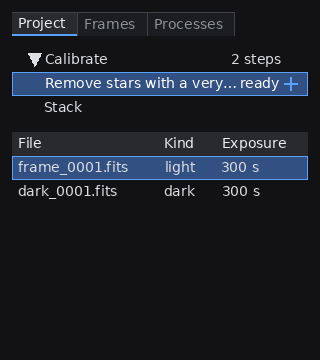 Project Frames Processes
Calibrate 2 steps
Remove stars with a very... ready
Stack
File Kind Exposure
frame_0001.fits light 300 s
dark_0001.fits dark 300 s